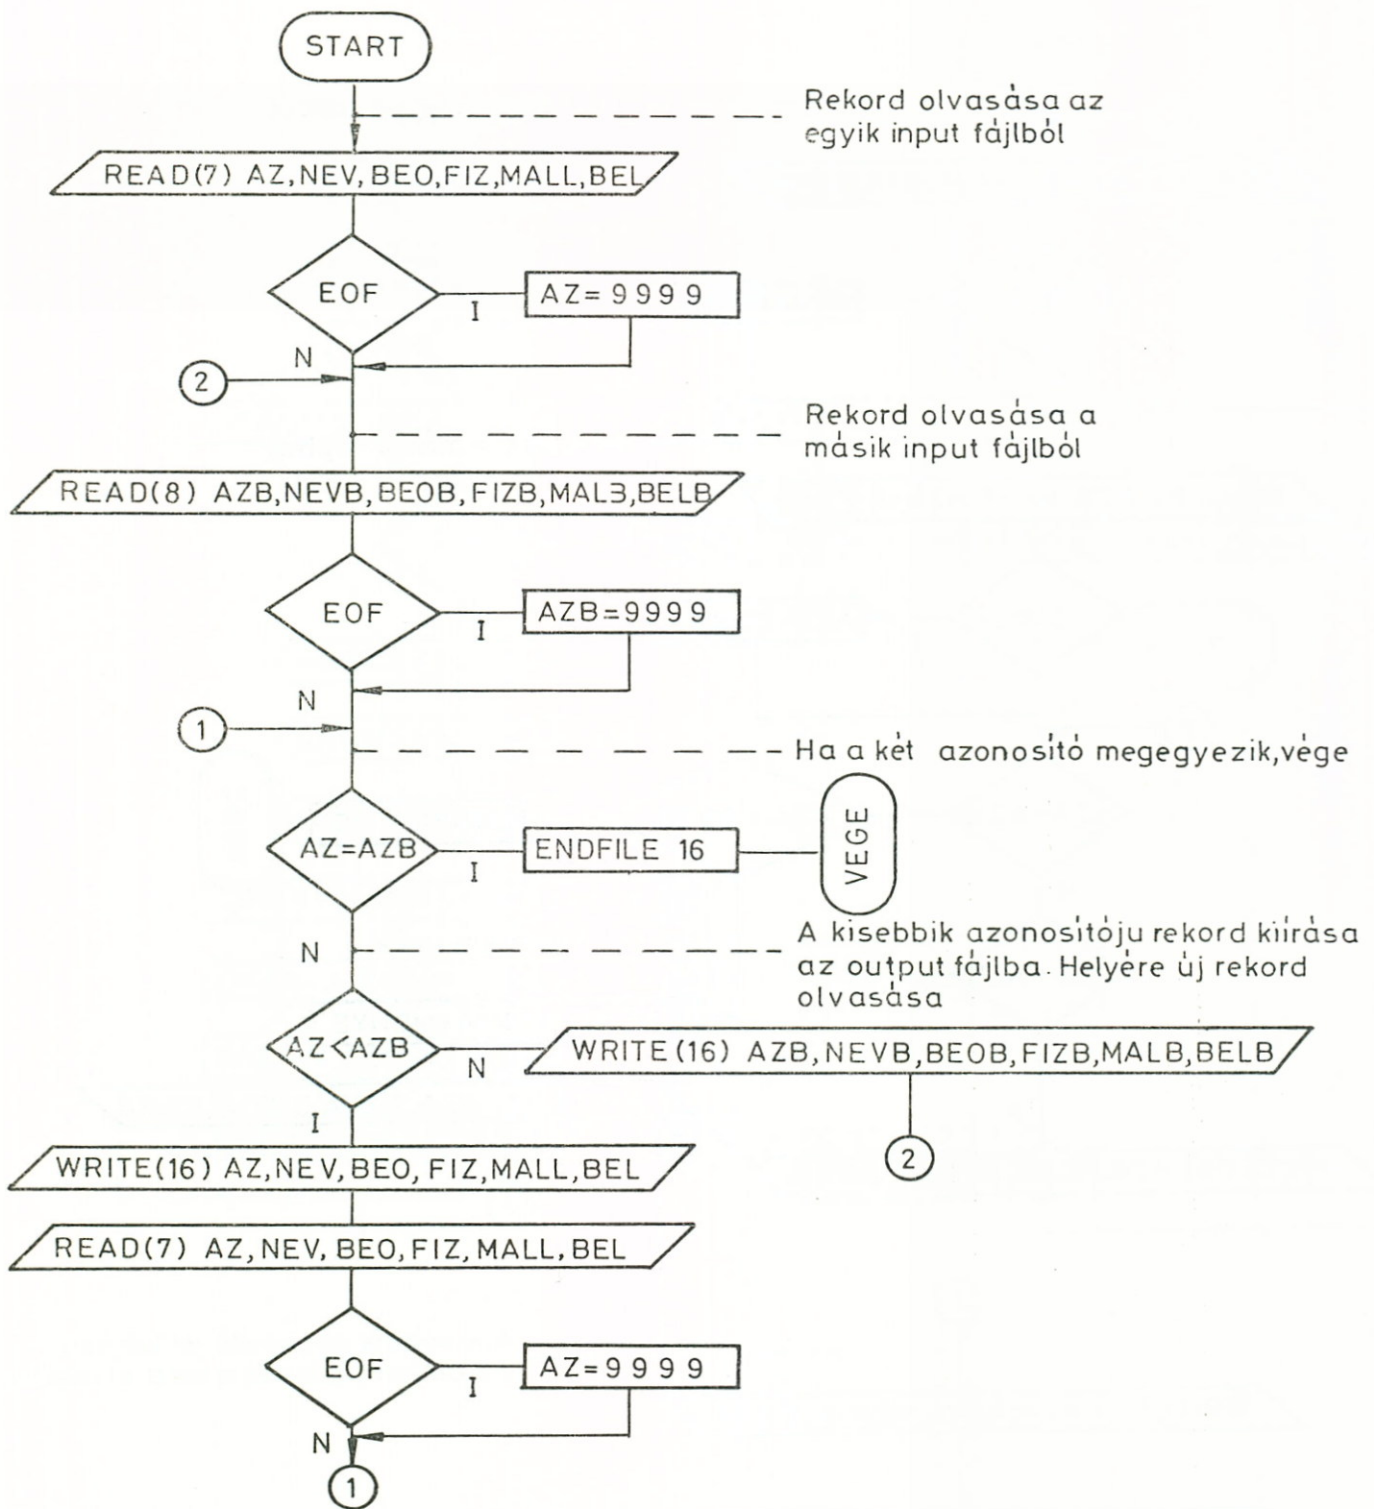 START
Rekord olvasása az
egyik input fájlból
READ(7) AZ,NEV,BEO,FIZ,MALL,BEL
EOF
I
AZ=9999
N
2
Rekord olvasása a
másik input fájlból
READ(8) AZB,NEVB,BEOB,FIZB,MALB,BELB
EOF
I
AZB=9999
N
1
Ha a két azonosító megegyezik,vége
AZ=AZB
I
ENDFILE 16
VEGE
N
A kisebbik azonosítóju rekord kiírása
az output fájlba. Helyére új rekord
olvasása
AZ<AZB
N
WRITE(16) AZB,NEVB,BEOB,FIZB,MALB,BELB
I
2
WRITE(16) AZ,NEV,BEO,FIZ,MALL,BEL
READ(7) AZ,NEV,BEO,FIZ,MALL,BEL
EOF
I
AZ=9999
N
1